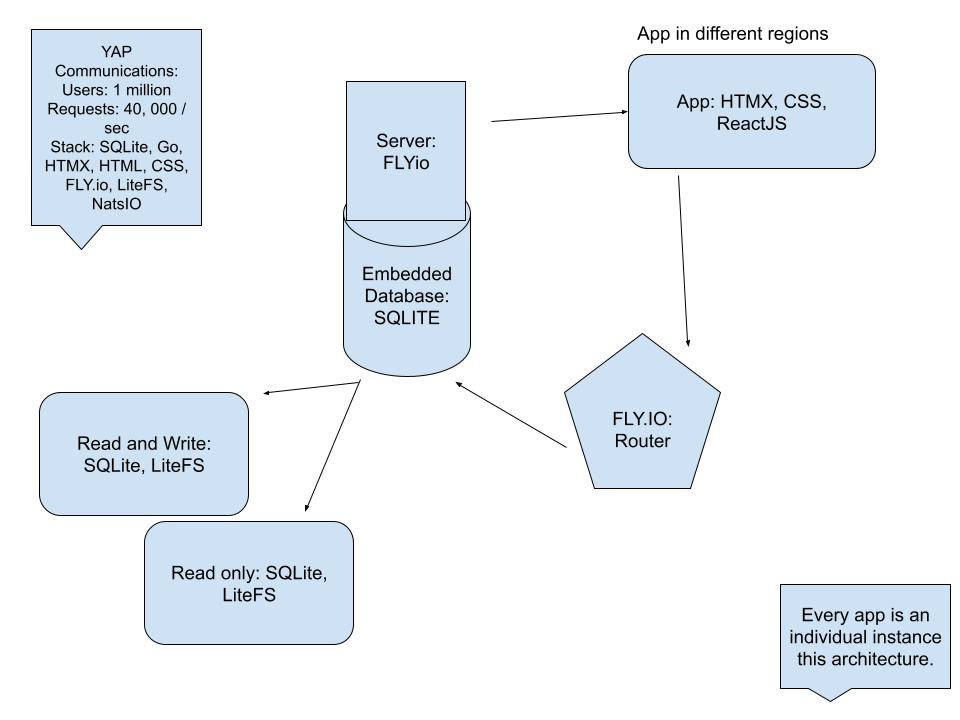 App in different regions
YAP
Communications:
Users: 1 million
Requests: 40, 000 /
sec
Stack: SQLite, Go,
HTMX, HTML, CSS,
FLY.io, LiteFS,
NatsIO
Server:
FLYio
App: HTMX, CSS,
ReactJS
Embedded
Database:
SQLITE
FLY.IO:
Router
Read and Write:
SQLite, LiteFS
Read only: SQLite,
LiteFS
Every app is an
individual instance
this architecture.